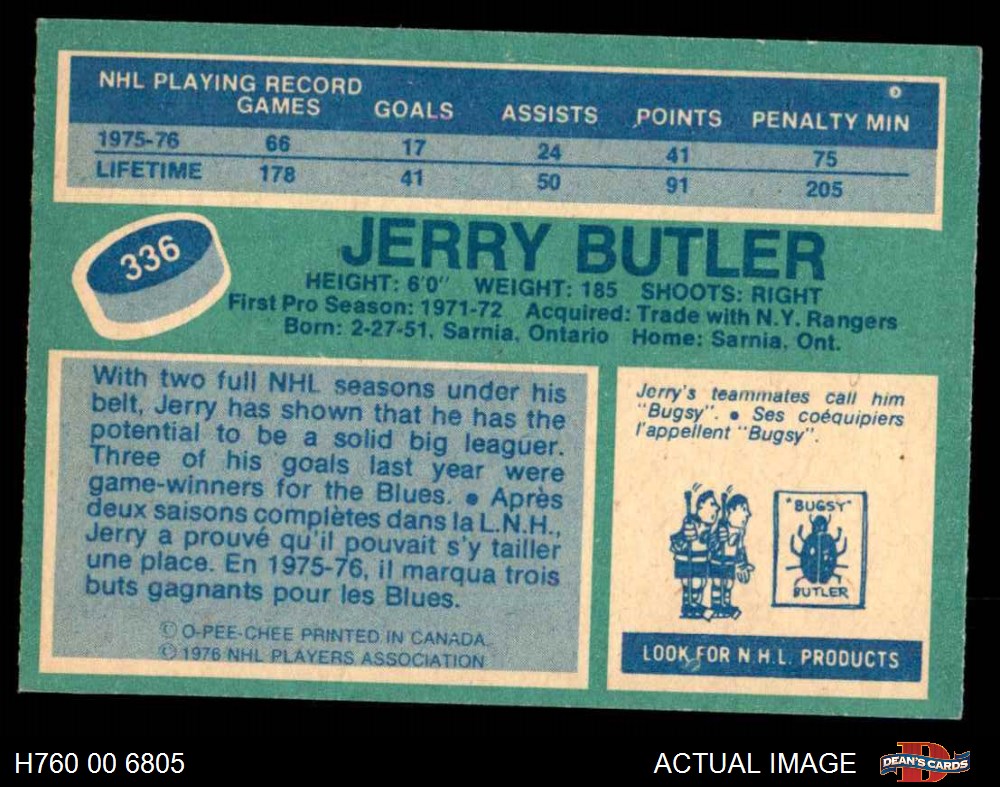 NHL PLAYING RECORD
GAMES GOALS ASSISTS POINTS PENALTY MIN
1975-76 66 17 24 41 75
LIFETIME 178 41 50 91 205
336
JERRY BUTLER
HEIGHT: 6'0" WEIGHT: 185 SHOOTS: RIGHT
First Pro Season: 1971-72 Acquired: Trade with N.Y. Rangers
Born: 2-27-51, Sarnia, Ontario Home: Sarnia, Ont.
With two full NHL seasons under his
belt, Jerry has shown that he has the
potential to be a solid big leaguer.
Three of his goals last year were
game-winners for the Blues. ● Après
deux saisons complètes dans la L.N.H.,
Jerry a prouvé qu'il pouvait s'y tailler
une place. En 1975-76, il marqua trois
buts gagnants pour les Blues.
© O-PEE-CHEE PRINTED IN CANADA
© 1976 NHL PLAYERS ASSOCIATION
Jerry's teammates call him
"Bugsy". ● Ses coéquipiers
l'appellent "Bugsy".
"BUGSY"
BUTLER
LOOK FOR N.H.L. PRODUCTS
H760 00 6805
ACTUAL IMAGE
D
DEAN'S CARDS